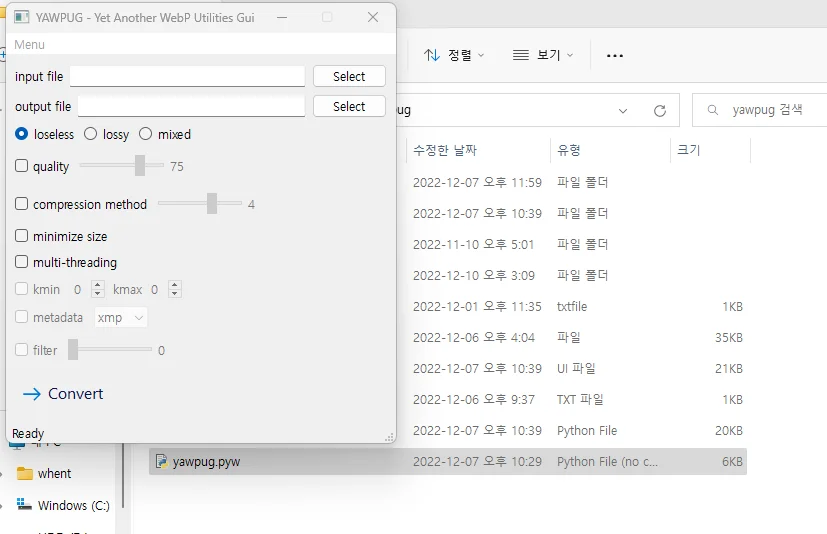 YAWPUG - Yet Another WebP Utilities Gui
Menu
input file Select
output file Select
loseless lossy mixed
quality 75
compression method 4
minimize size
multi-threading
kmin 0 kmax 0
metadata xmp
filter 0
Convert
Ready
정렬 보기
pug yawpug 검색
수정한 날짜 유형 크기
2022-12-07 오후 11:59 파일 폴더
2022-12-07 오후 10:39 파일 폴더
2022-11-10 오후 5:01 파일 폴더
2022-12-10 오후 3:09 파일 폴더
2022-12-01 오후 11:35 txtfile 1KB
2022-12-06 오후 4:04 파일 35KB
2022-12-07 오후 10:39 UI 파일 21KB
2022-12-06 오후 9:37 TXT 파일 1KB
2022-12-07 오후 10:39 Python File 20KB
yawpug.pyw 2022-12-07 오후 10:29 Python File (no c... 6KB
whent
Windows (C:)